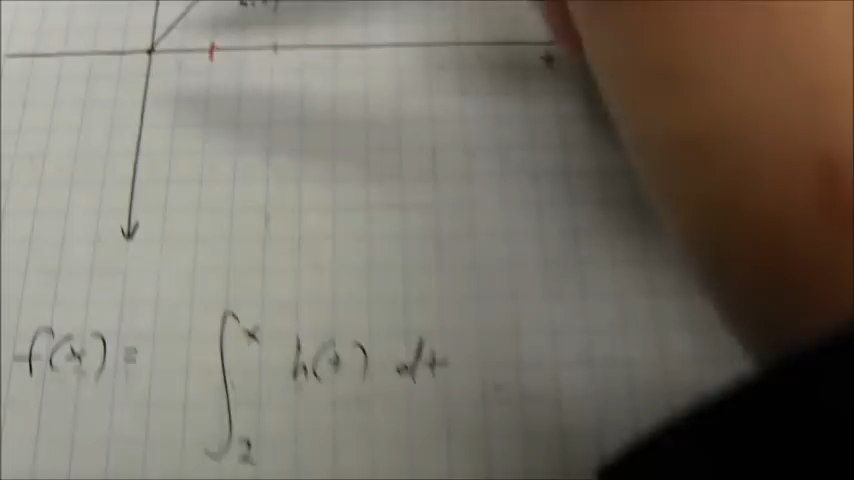 t
f(x) = ∫₂ˣ h(t) dt